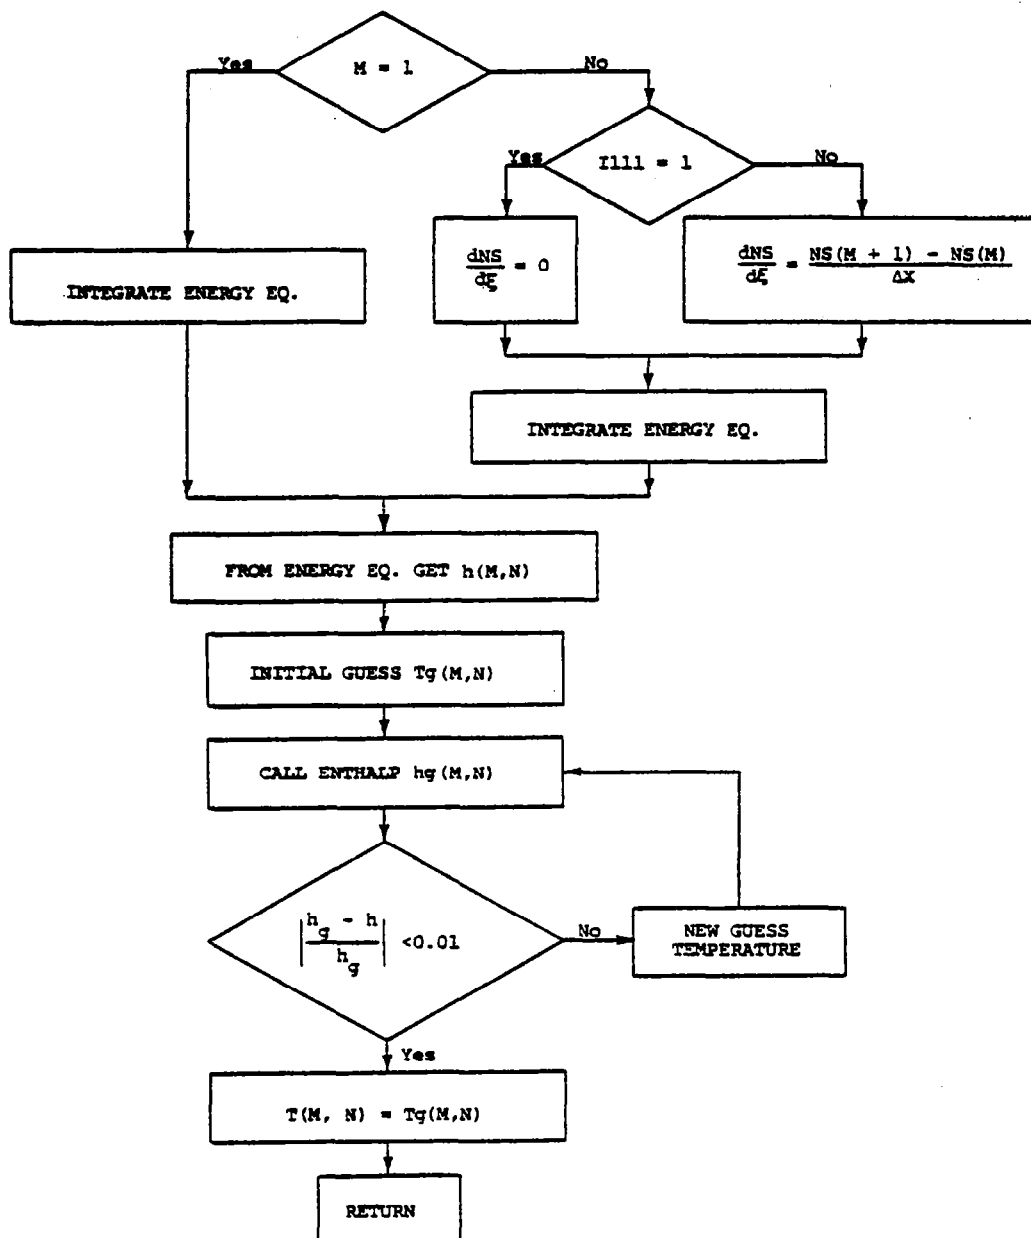 M = 1
Yes
No
I111 = 1
Yes
No
INTEGRATE ENERGY EQ.
dNS/dξ = 0
dNS/dξ = NS(M + 1) - NS(M)/Δx
INTEGRATE ENERGY EQ.
FROM ENERGY EQ. GET h(M,N)
INITIAL GUESS Tg(M,N)
CALL ENTHALP hg(M,N)
|h_g - h/h_g| <0.01
No
NEW GUESS
TEMPERATURE
Yes
T(M, N) = Tg(M,N)
RETURN